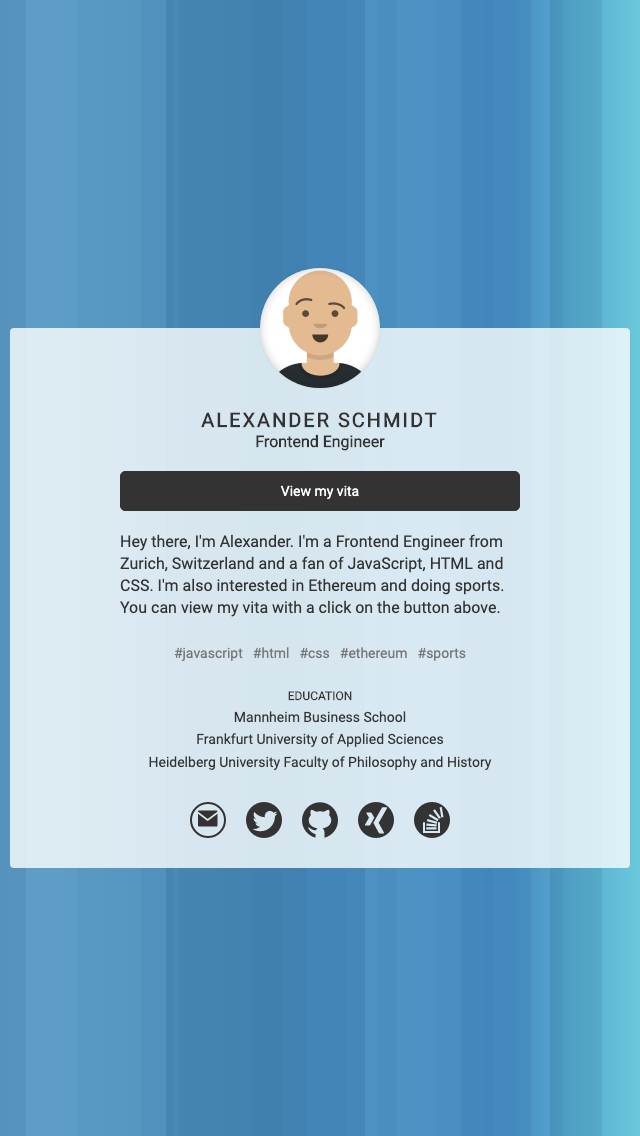 ALEXANDER SCHMIDT
Frontend Engineer
View my vita
Hey there, I'm Alexander. I'm a Frontend Engineer from
Zurich, Switzerland and a fan of JavaScript, HTML and
CSS. I'm also interested in Ethereum and doing sports.
You can view my vita with a click on the button above.
#javascript #html #css #ethereum #sports
EDUCATION
Mannheim Business School
Frankfurt University of Applied Sciences
Heidelberg University Faculty of Philosophy and History